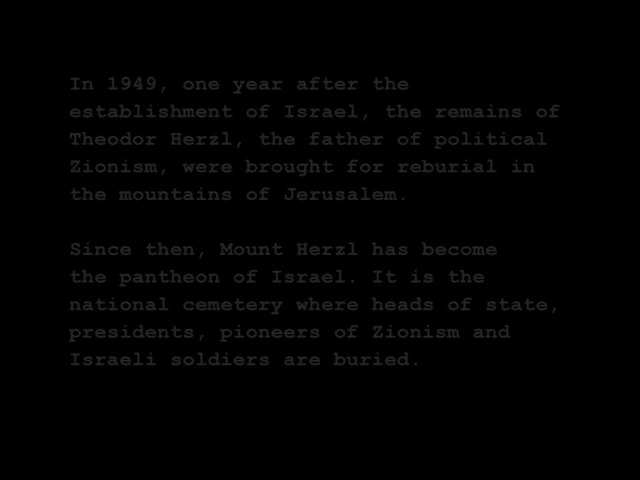 In 1949, one year after the
establishment of Israel, the remains of
Theodor Herzl, the father of political
Zionism, were brought for reburial in
the mountains of Jerusalem.
Since then, Mount Herzl has become
the pantheon of Israel. It is the
national cemetery where heads of state,
presidents, pioneers of Zionism and
Israeli soldiers are buried.